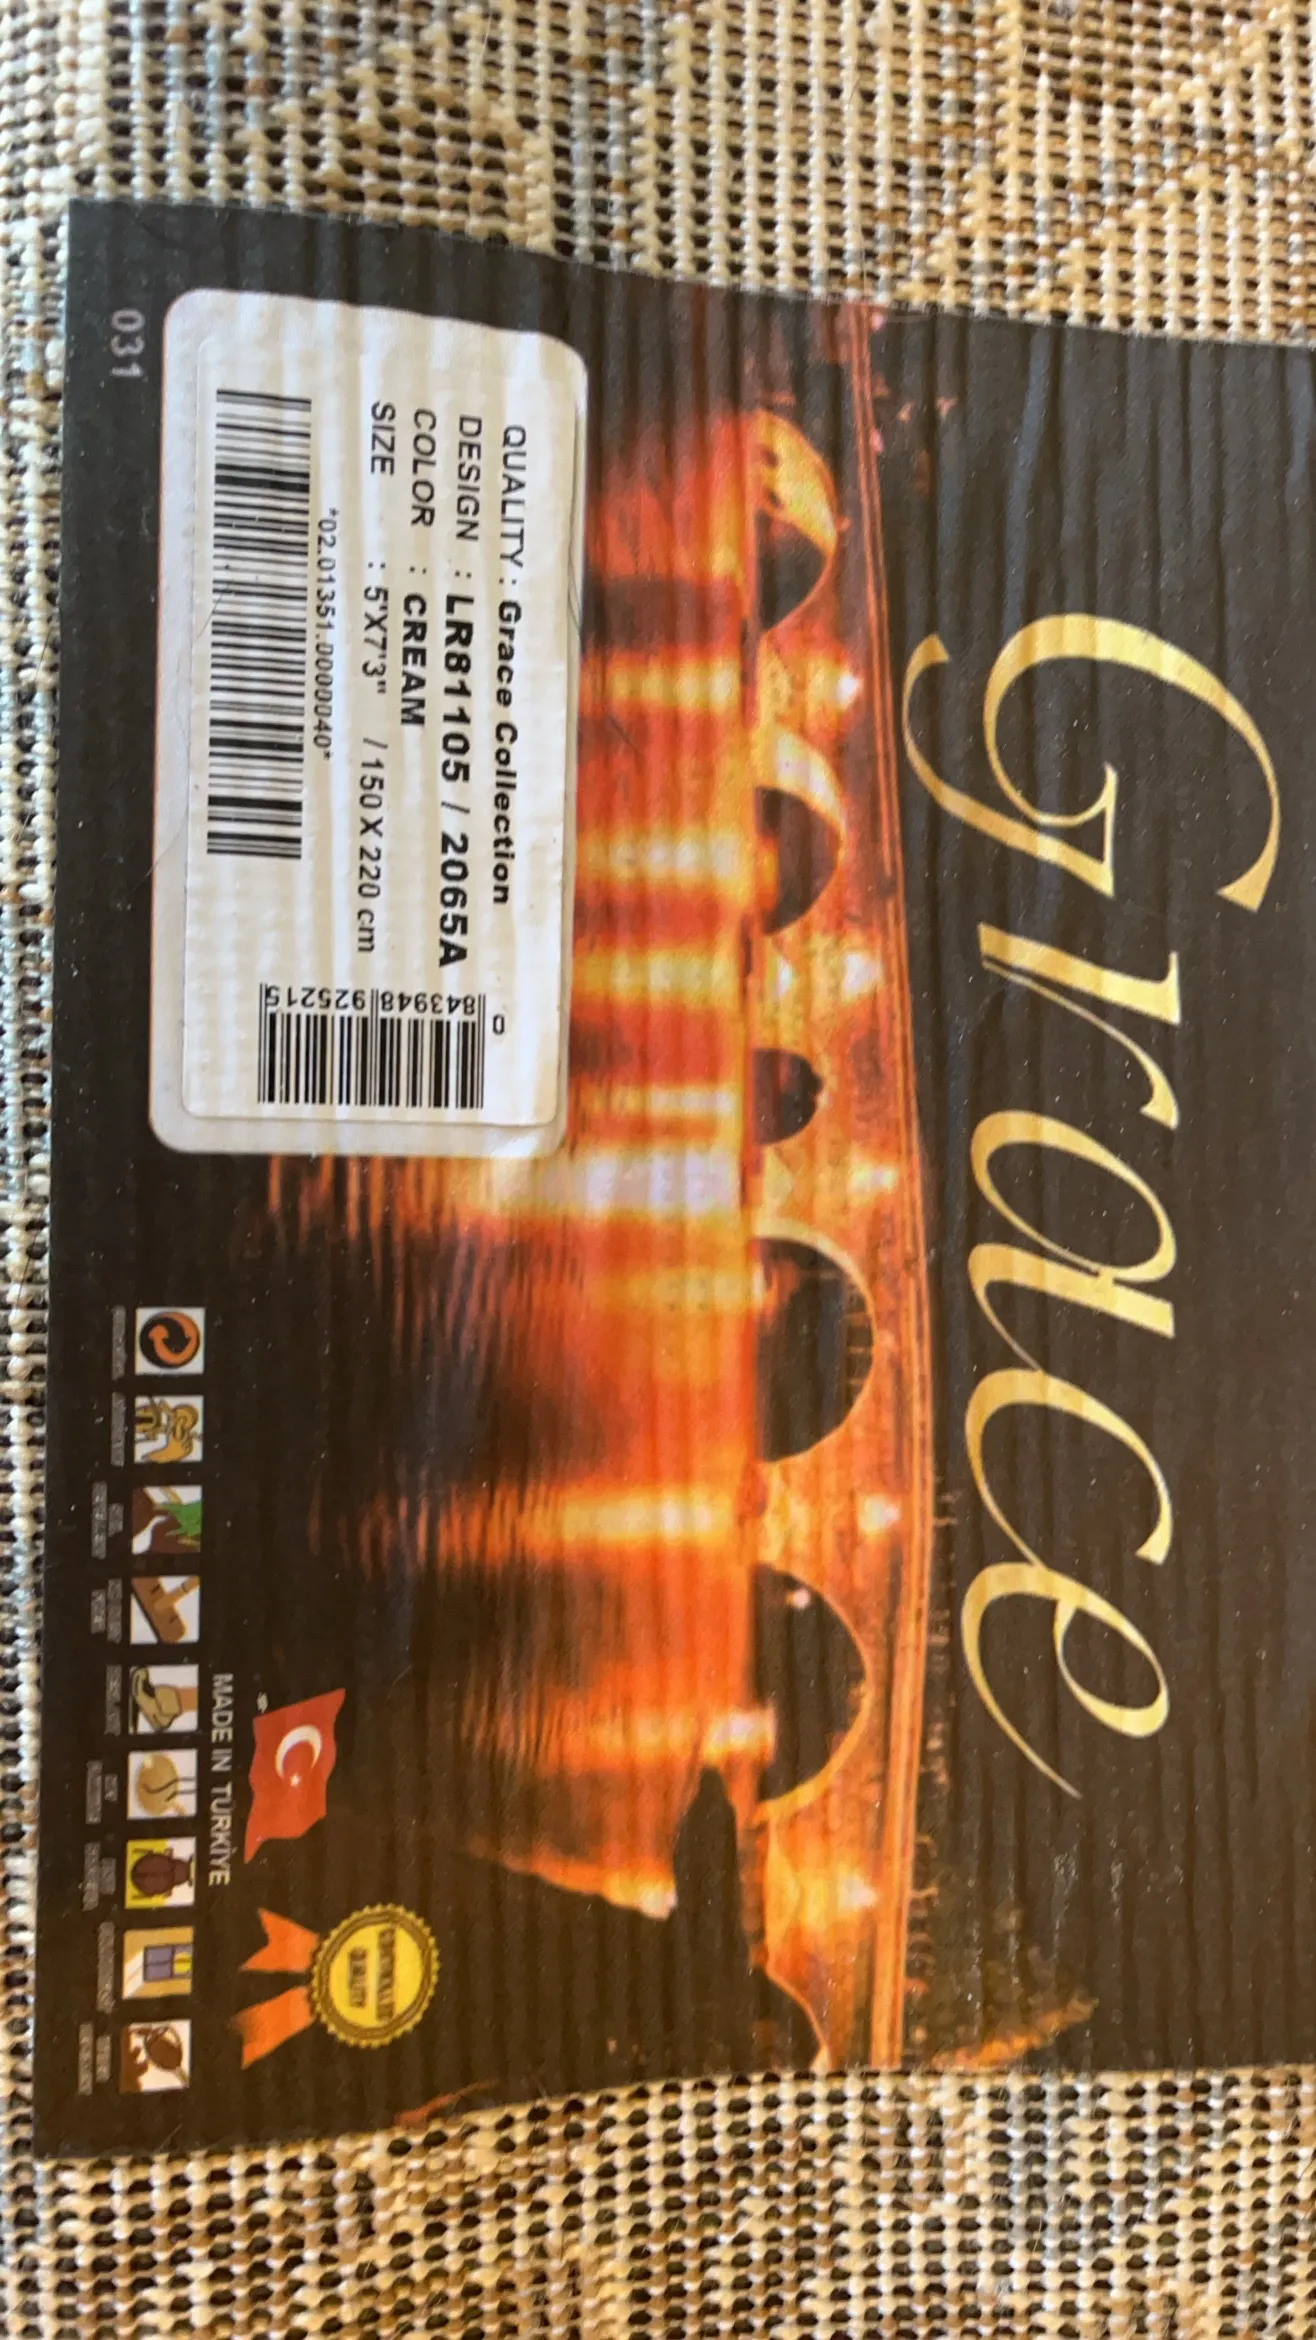 Grace
QUALITY : Grace Collection
DESIGN : LR81105 / 2065A
COLOR : CREAM
SIZE : 5'X7'3" / 150 X 220 cm
*02.01351.0000040*
0
843948 925215
MADE IN TÜRKİYE
031